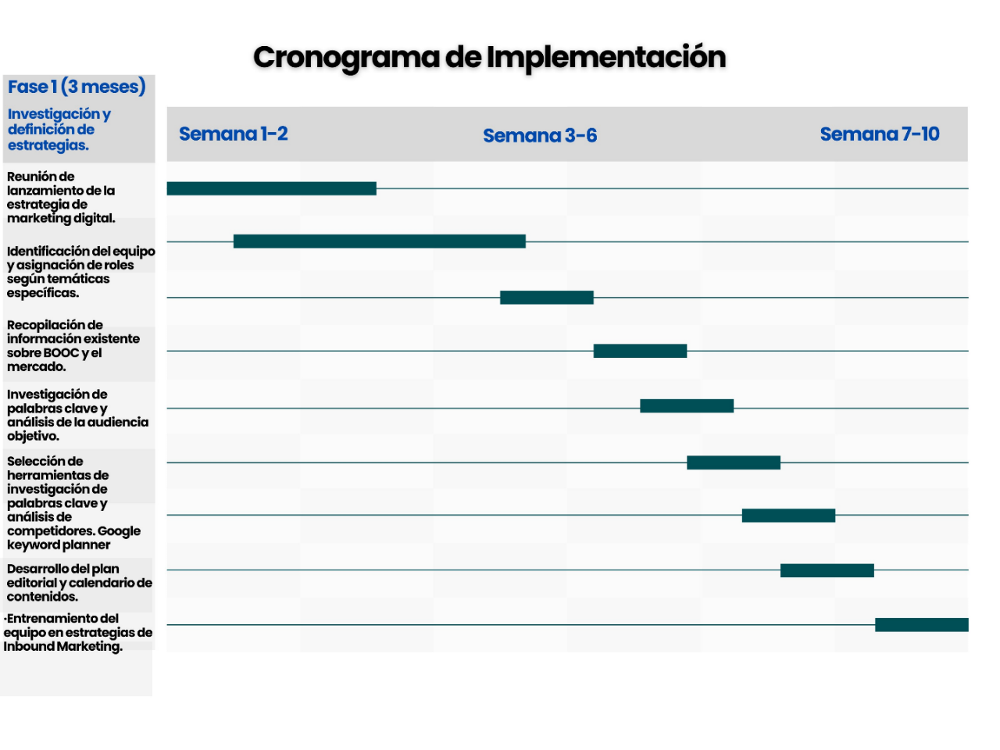 Cronograma de Implementación
Fase 1 (3 meses)
Investigación y
definición de
estrategias.
Semana 1-2
Semana 3-6
Semana 7-10
Reunión de
lanzamiento de la
estrategia de
marketing digital.
Identificación del equipo
y asignación de roles
según temáticas
específicas.
Recopilación de
información existente
sobre BOOC y el
mercado.
Investigación de
palabras clave y
análisis de la audiencia
objetivo.
Selección de
herramientas de
investigación de
palabras clave y
análisis de
competidores. Google
keyword planner
Desarrollo del plan
editorial y calendario de
contenidos.
·Entrenamiento del
equipo en estrategias de
Inbound Marketing.